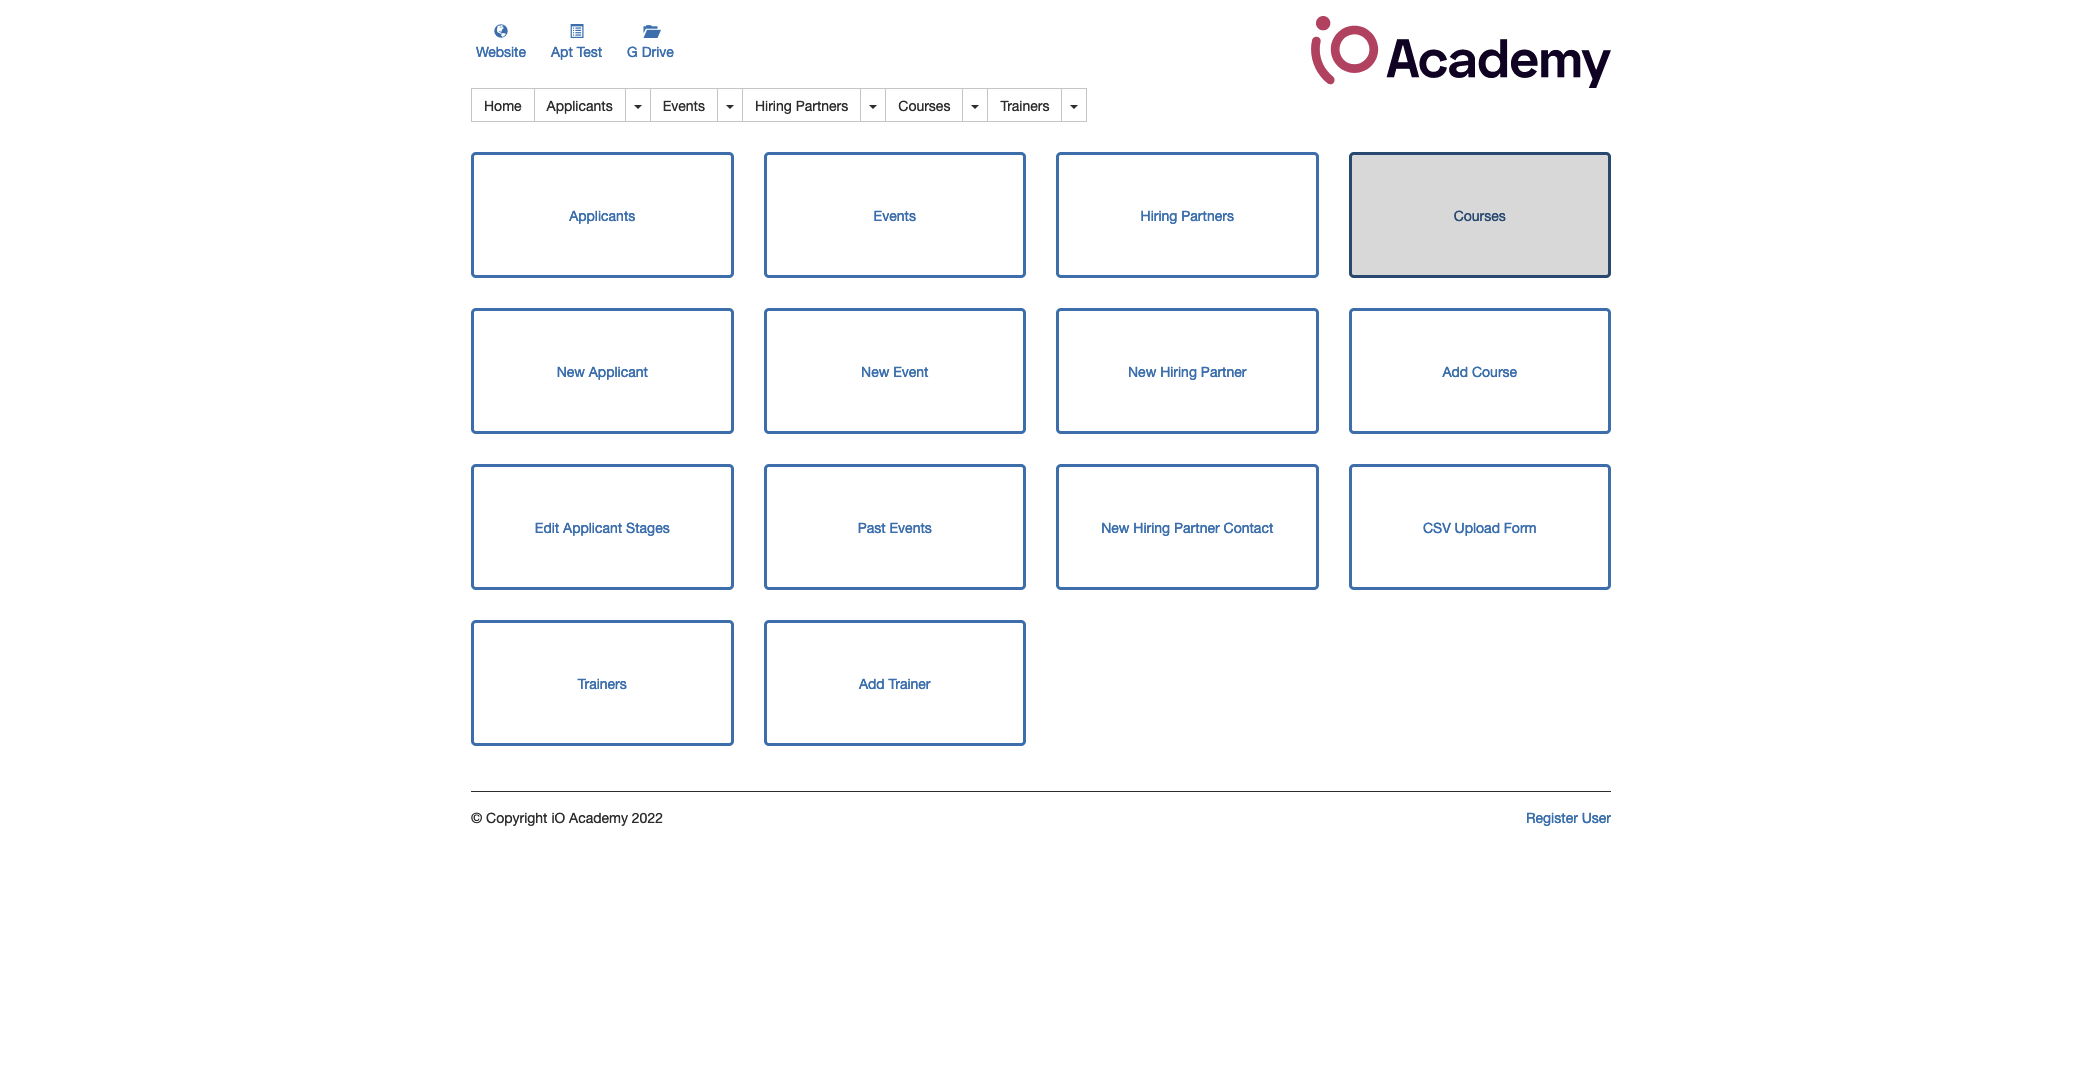 Website Apt Test G Drive
iO Academy
Home Applicants Events Hiring Partners Courses Trainers
Applicants Events Hiring Partners Courses
New Applicant New Event New Hiring Partner Add Course
Edit Applicant Stages Past Events New Hiring Partner Contact CSV Upload Form
Trainers Add Trainer
© Copyright iO Academy 2022 Register User